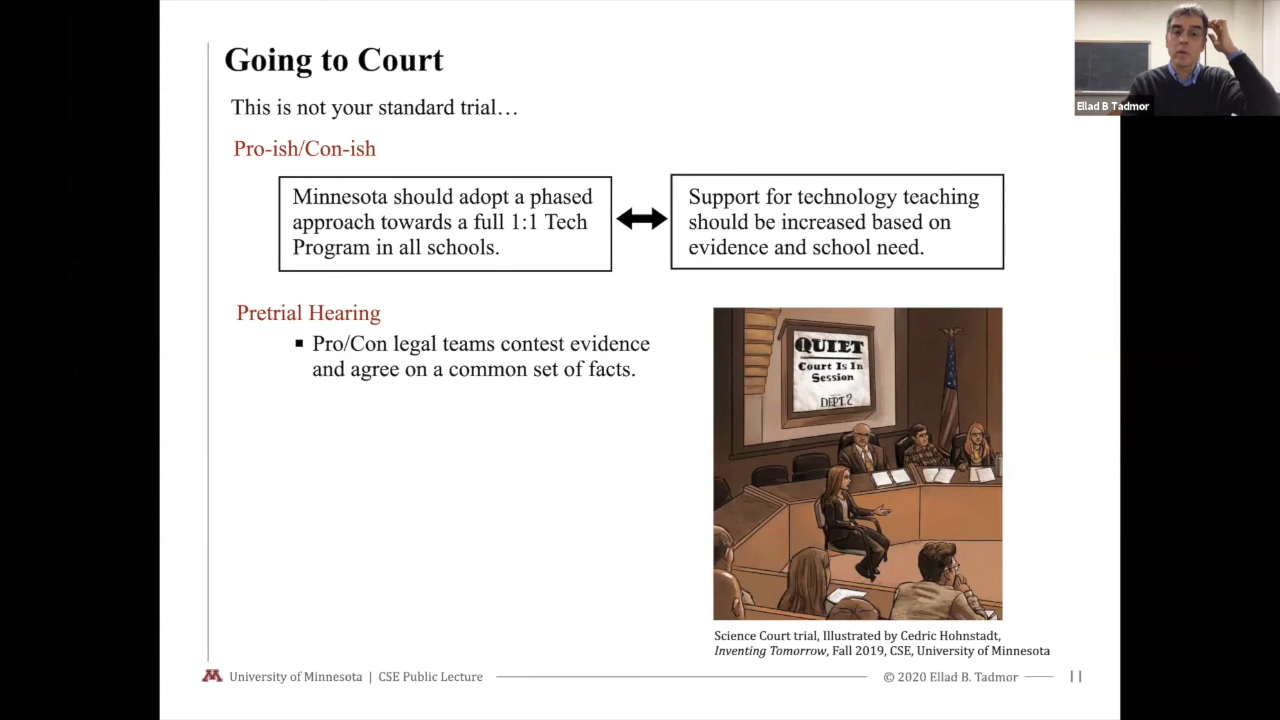 Going to Court
This is not your standard trial…
Pro-ish/Con-ish
Minnesota should adopt a phased
approach towards a full 1:1 Tech
Program in all schools.
Support for technology teaching
should be increased based on
evidence and school need.
Pretrial Hearing
▪ Pro/Con legal teams contest evidence
and agree on a common set of facts.
QUIET
Court Is In
Session
DEPT. 2
Science Court trial, Illustrated by Cedric Hohnstadt,
Inventing Tomorrow, Fall 2019, CSE, University of Minnesota
M University of Minnesota | CSE Public Lecture
© 2020 Ellad B. Tadmor
11
Ellad B Tadmor